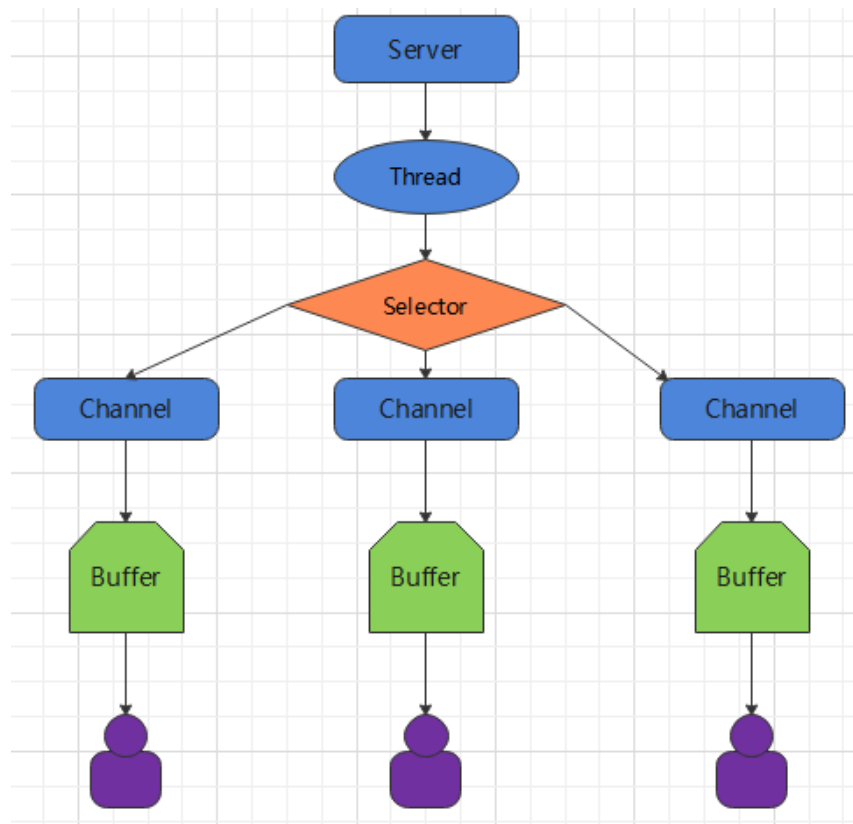 Server
Thread
Selector
Channel
Channel
Channel
Buffer
Buffer
Buffer